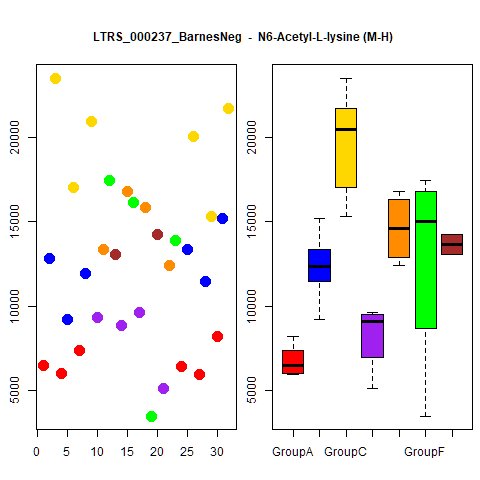 LTRS_000237_BarnesNeg - N6-Acetyl-L-lysine (M-H)
20000
15000
10000
5000
0 5 10 15 20 25 30
20000
15000
10000
5000
GroupA GroupC GroupF